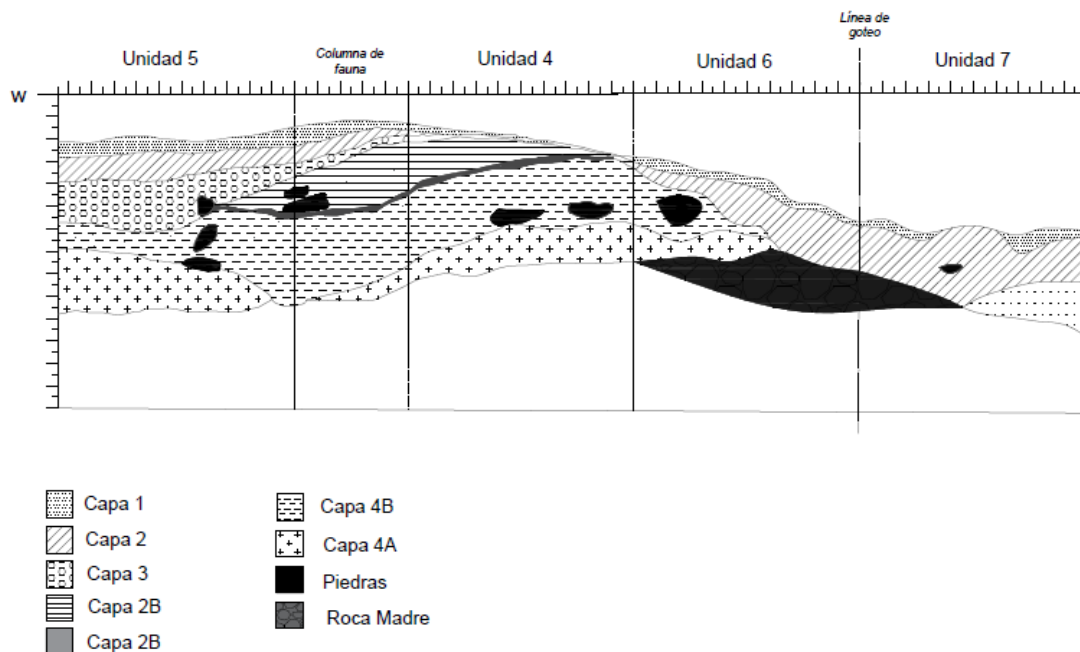 Línea de
goteo
Unidad 5
Columna de
fauna
Unidad 4
Unidad 6
Unidad 7
W
Capa 1
Capa 2
Capa 3
Capa 2B
Capa 2B
Capa 4B
Capa 4A
Piedras
Roca Madre